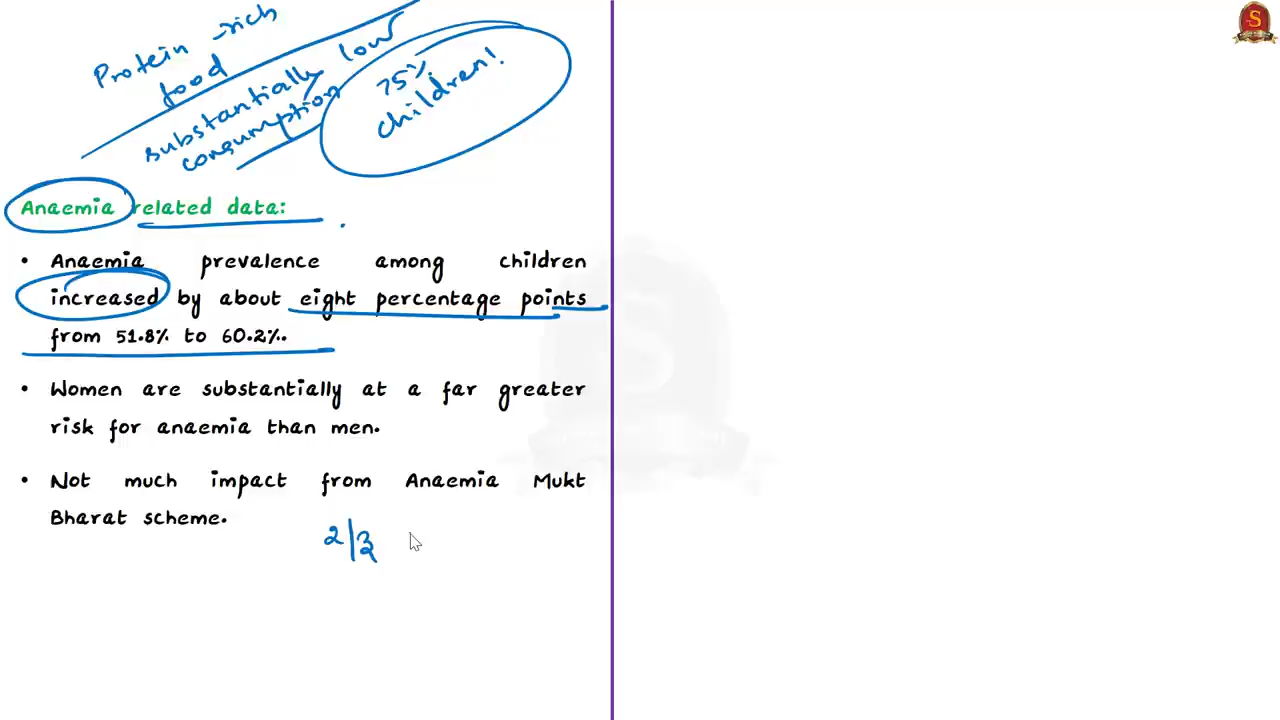 Protein-rich
food
substantially low
consumption
75%
children!
Anaemia related data:
• Anaemia prevalence among children
increased by about eight percentage points
from 51.8% to 60.2%.
• Women are substantially at a far greater
risk for anaemia than men.
• Not much impact from Anaemia Mukt
Bharat scheme.
2/3
S